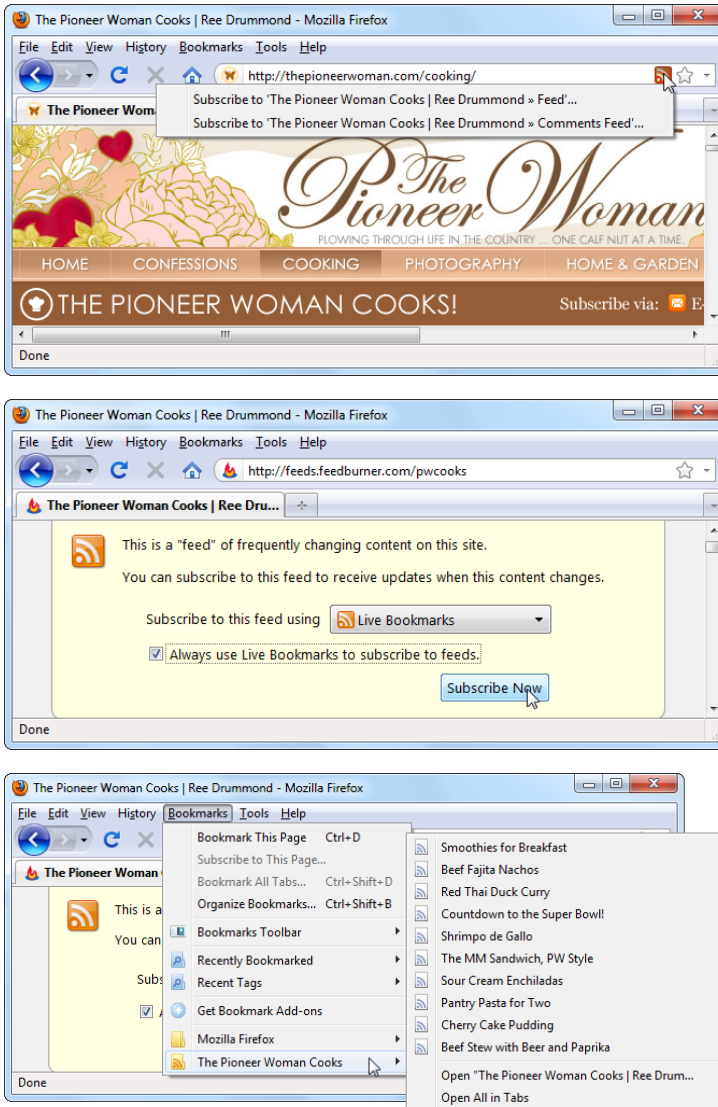 The Pioneer Woman Cooks | Ree Drummond - Mozilla Firefox
File Edit View History Bookmarks Tools Help
http://thepioneerwoman.com/cooking/
Subscribe to 'The Pioneer Woman Cooks | Ree Drummond » Feed'...
The Pioneer Wom
Subscribe to 'The Pioneer Woman Cooks | Ree Drummond » Comments Feed'...
The
Pioneer Woman
PLOWING THROUGH LIFE IN THE COUNTRY ... ONE CALF NUT AT A TIME.
HOME CONFESSIONS COOKING PHOTOGRAPHY HOME & GARDEN
THE PIONEER WOMAN COOKS! Subscribe via: E-
Done
The Pioneer Woman Cooks | Ree Drummond - Mozilla Firefox
File Edit View History Bookmarks Tools Help
http://feeds.feedburner.com/pwcooks
The Pioneer Woman Cooks | Ree Dru...
This is a "feed" of frequently changing content on this site.
You can subscribe to this feed to receive updates when this content changes.
Subscribe to this feed using Live Bookmarks
Always use Live Bookmarks to subscribe to feeds.
Subscribe Now
Done
The Pioneer Woman Cooks | Ree Drummond - Mozilla Firefox
File Edit View History Bookmarks Tools Help
Bookmark This Page Ctrl+D
Subscribe to This Page...
Bookmark All Tabs... Ctrl+Shift+D
Organize Bookmarks... Ctrl+Shift+B
Bookmarks Toolbar
Recently Bookmarked
Recent Tags
Get Bookmark Add-ons
Mozilla Firefox
The Pioneer Woman Cooks
Smoothies for Breakfast
Beef Fajita Nachos
Red Thai Duck Curry
Countdown to the Super Bowl!
Shrimpo de Gallo
The MM Sandwich, PW Style
Sour Cream Enchiladas
Pantry Pasta for Two
Cherry Cake Pudding
Beef Stew with Beer and Paprika
Open "The Pioneer Woman Cooks | Ree Drum...
Open All in Tabs
The Pioneer Woman
This is a
You can
Subs
Done